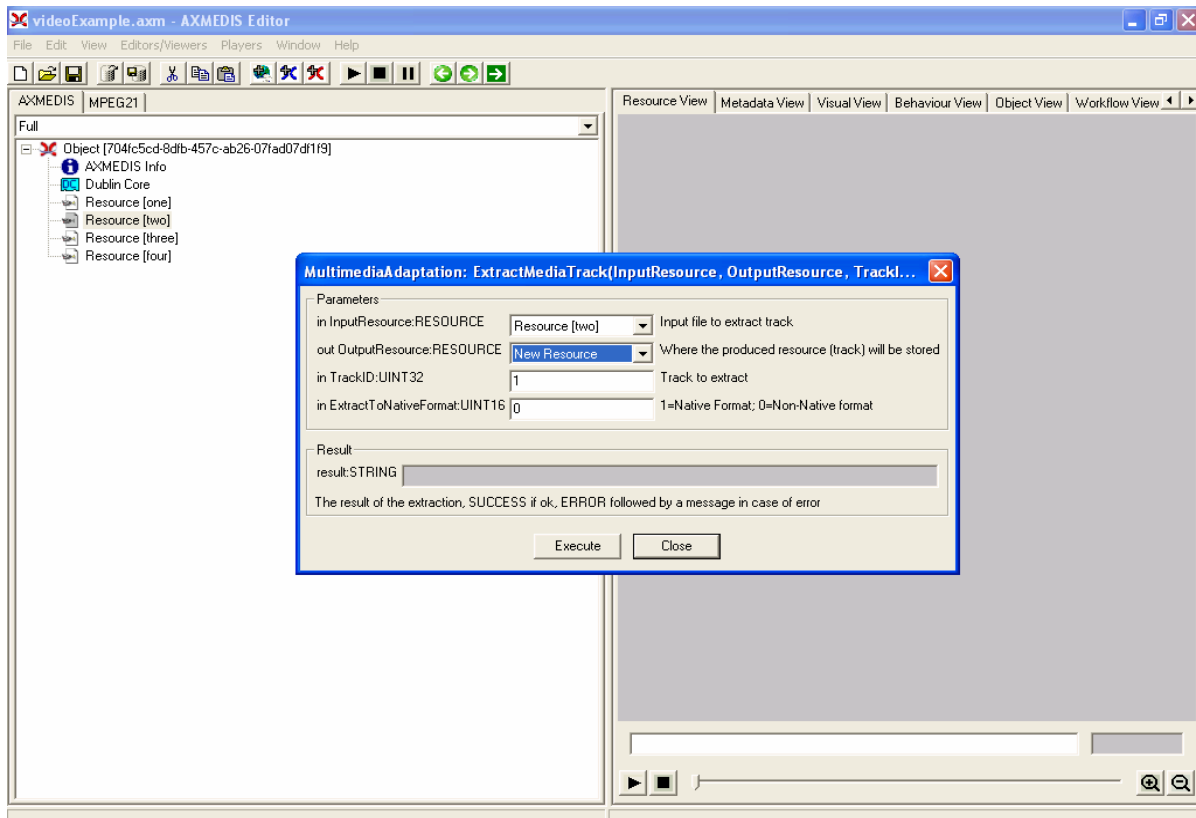 videoExample.axm - AXMEDIS Editor
File Edit View Editors/Viewers Players Window Help
AXMEDIS MPEG21
Resource View Metadata View Visual View Behaviour View Object View Workflow View
Full
Object [704fc5cd-8dfb-457c-ab26-07fad07df1f9]
AXMEDIS Info
DC Dublin Core
Resource [one]
Resource [two]
Resource [three]
Resource [four]
MultimediaAdaptation: ExtractMediaTrack(InputResource, OutputResource, TrackI...
Parameters
in InputResource:RESOURCE Resource [two] Input file to extract track
out OutputResource:RESOURCE New Resource Where the produced resource (track) will be stored
in TrackID:UINT32 1 Track to extract
in ExtractToNativeFormat:UINT16 0 1=Native Format; 0=Non-Native format
Result
result:STRING
The result of the extraction, SUCCESS if ok, ERROR followed by a message in case of error
Execute Close